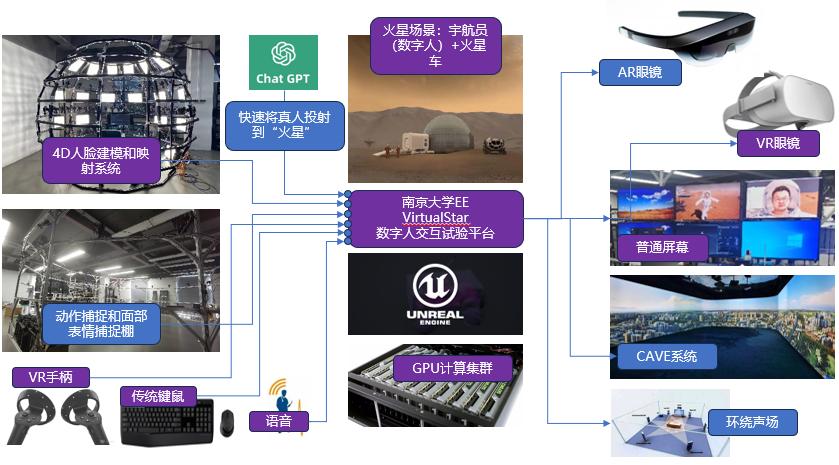 火星场景：宇航员
（数字人）+火星
车
Chat GPT
AR眼镜
快速将真人投射
到“火星”
4D人脸建模和映
射系统
VR眼镜
南京大学EE
VirtualStar
数字人交互试验平台
普通屏幕
UNREAL
ENGINE
动作捕捉和面部
表情捕捉棚
CAVE系统
GPU计算集群
VR手柄
传统键鼠
语音
环绕声场